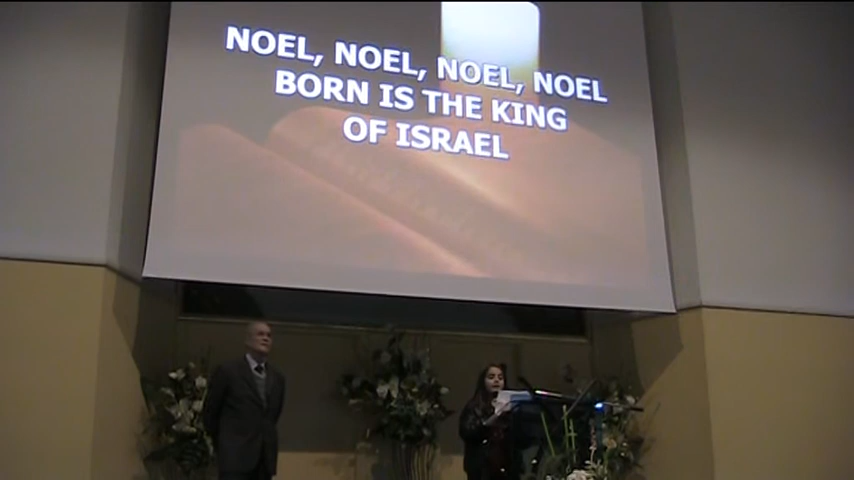 NOEL, NOEL, NOEL, NOEL
BORN IS THE KING
OF ISRAEL